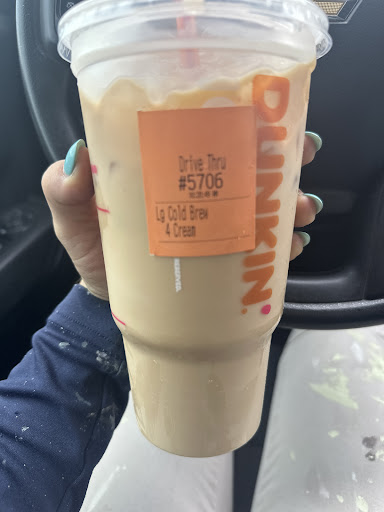 Drive Thru
#5706
Lg Cold Brew
4 Cream
DUNKIN.